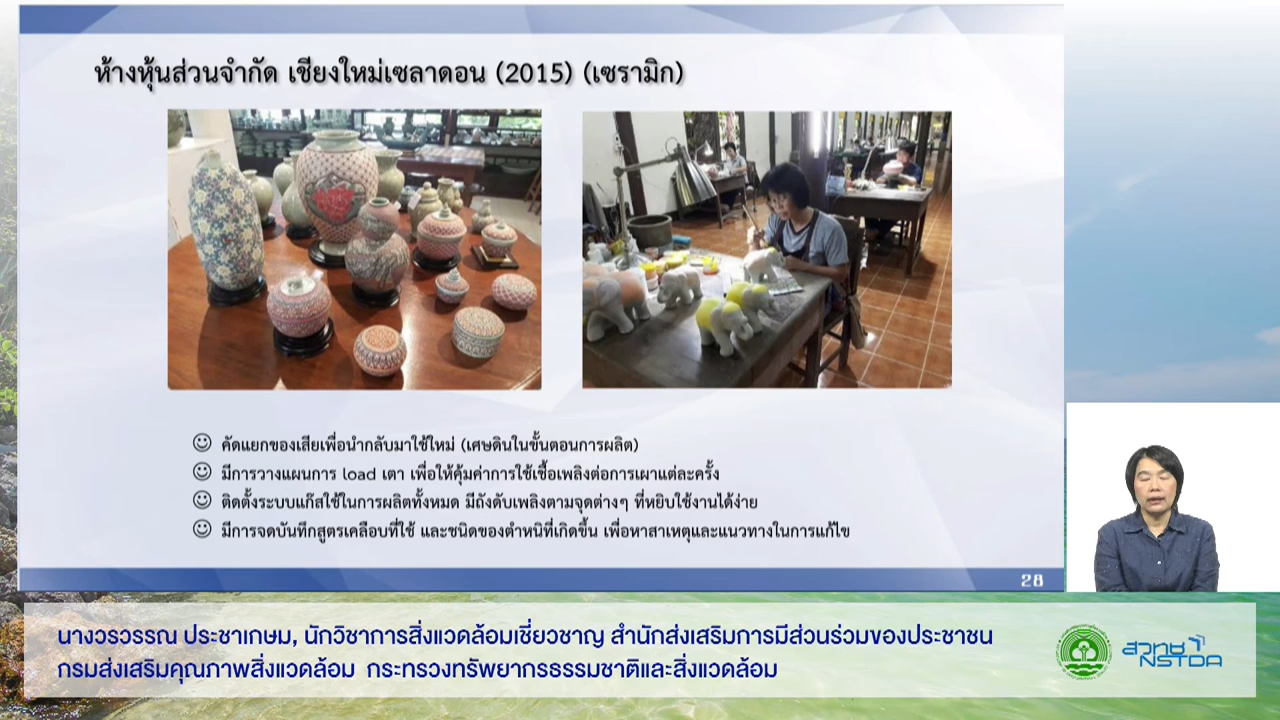 ห้างหุ้นส่วนจำกัด เชียงใหม่เซลาดอน (2015) (เซรามิก)
คัดแยกของเสียเพื่อนำกลับมาใช้ใหม่ (เศษดินในขั้นตอนการผลิต)
มีการวางแผนการ load เตา เพื่อให้คุ้มค่าการใช้เชื้อเพลิงต่อการเผาแต่ละครั้ง
ติดตั้งระบบแก๊สใช้ในการผลิตทั้งหมด มีถังดับเพลิงตามจุดต่างๆ ที่หยิบใช้งานได้ง่าย
มีการจดบันทึกสูตรเคลือบที่ใช้ และชนิดของตำหนิที่เกิดขึ้น เพื่อหาสาเหตุและแนวทางในการแก้ไข
28
นางวรวรรณ ประชาเกษม, นักวิชาการสิ่งแวดล้อมเชี่ยวชาญ สำนักส่งเสริมการมีส่วนร่วมของประชาชน
กรมส่งเสริมคุณภาพสิ่งแวดล้อม กระทรวงทรัพยากรธรรมชาติและสิ่งแวดล้อม
สวทช
NSTDA